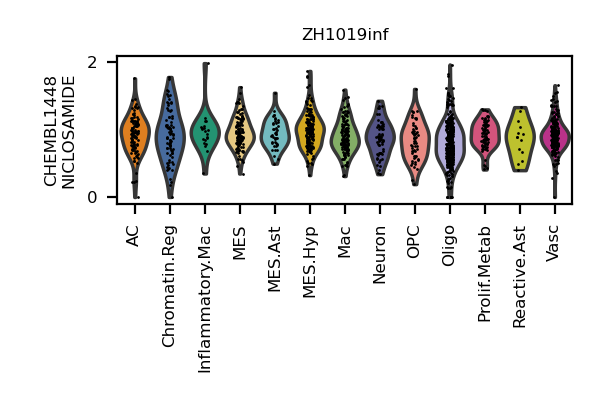 ZH1019inf
CHEMBL1448
NICLOSAMIDE
2
0
AC
Chromatin.Reg
Inflammatory.Mac
MES
MES.Ast
MES.Hyp
Mac
Neuron
OPC
Oligo
Prolif.Metab
Reactive.Ast
Vasc